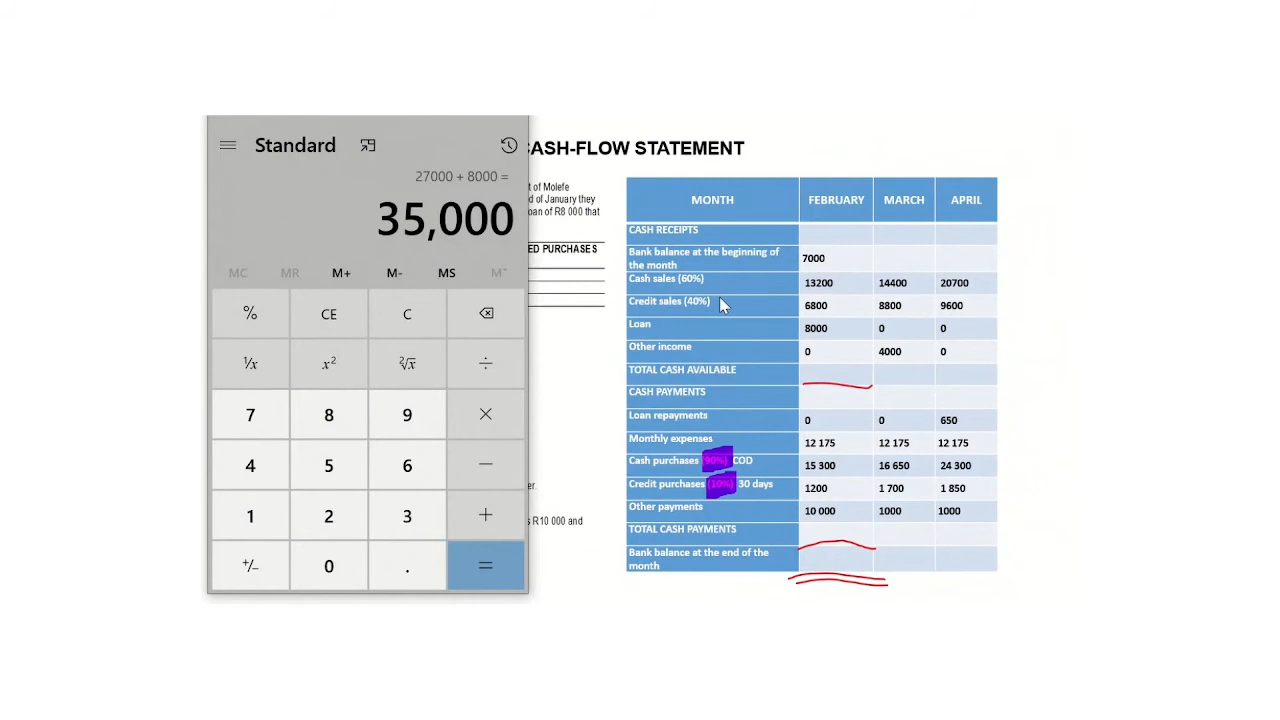 Standard
27000 + 8000 =
35,000
MC MR M+ M- MS M
% CE C
¹/x x² ²√x ÷
7 8 9 ×
4 5 6 −
1 2 3 +
+/− 0 . =
CASH-FLOW STATEMENT
t of Molefe
d of January they
oan of R8 000 that
ED PURCHASES
er.
s R10 000 and
MONTH FEBRUARY MARCH APRIL
CASH RECEIPTS
Bank balance at the beginning of the month 7000
Cash sales (60%) 13200 14400 20700
Credit sales (40%) 6800 8800 9600
Loan 8000 0 0
Other income 0 4000 0
TOTAL CASH AVAILABLE
CASH PAYMENTS
Loan repayments 0 0 650
Monthly expenses 12 175 12 175 12 175
Cash purchases (90%) COD 15 300 16 650 24 300
Credit purchases (10%) 30 days 1200 1 700 1 850
Other payments 10 000 1000 1000
TOTAL CASH PAYMENTS
Bank balance at the end of the month